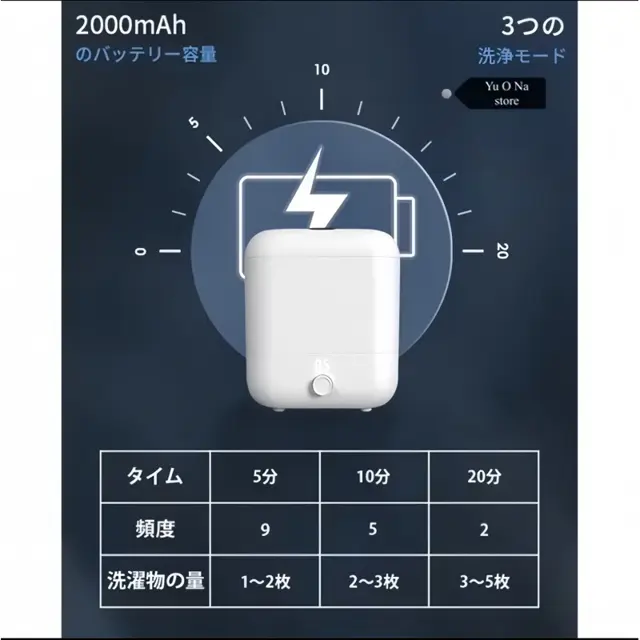 2000mAh
のバッテリー容量
3つの
洗浄モード
Yu O Na
store
10
5
0
20
05
タイム 5分 10分 20分
頻度 9 5 2
洗濯物の量 1～2枚 2～3枚 3～5枚